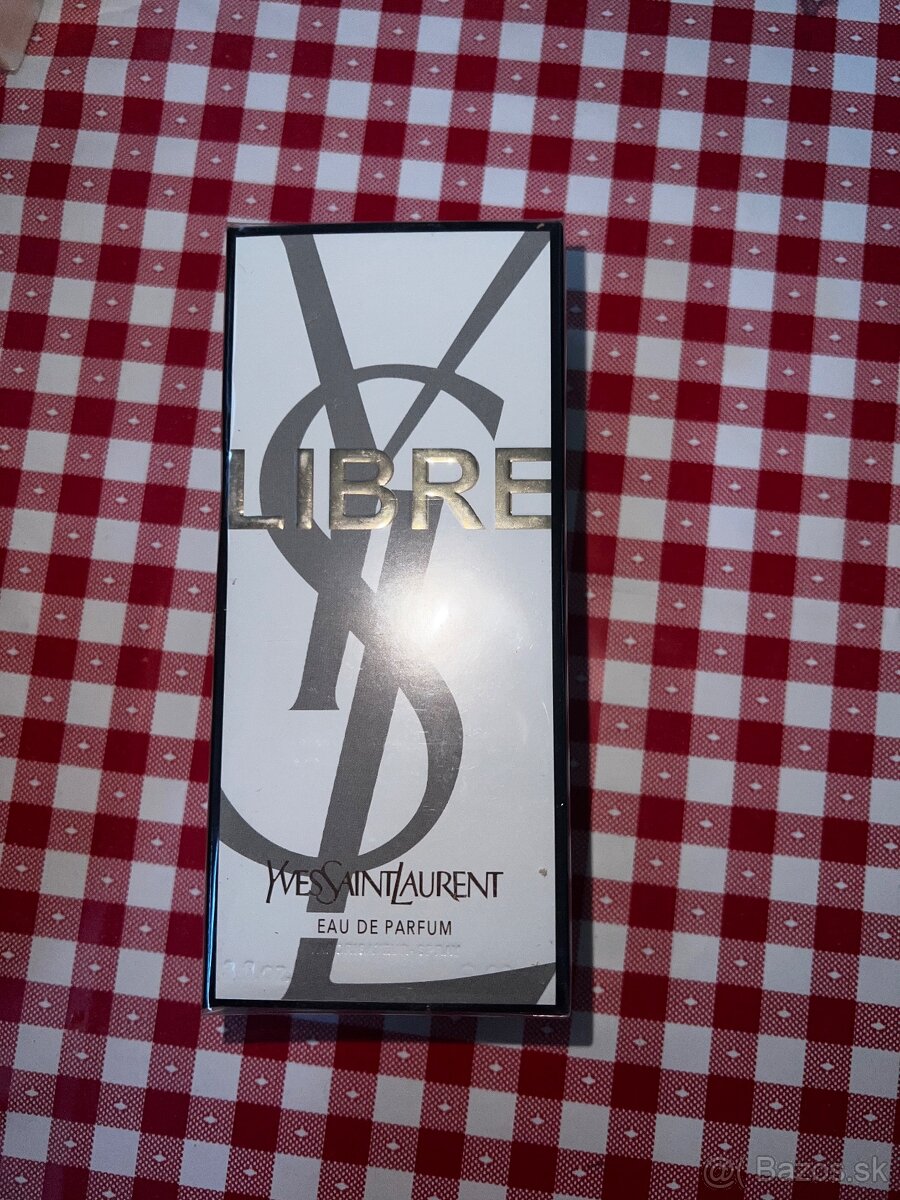 LIBRE
YVESSAINTLAURENT
EAU DE PARFUM
@ Bazos.sk